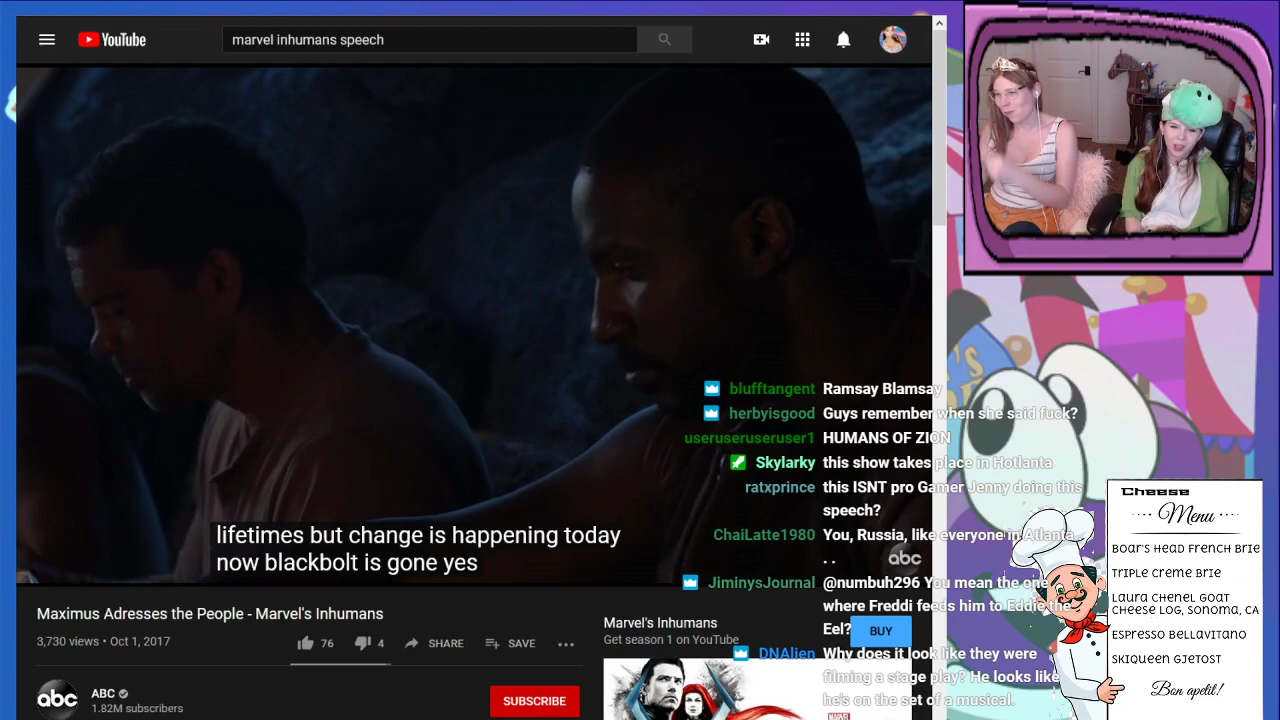 YouTube
marvel inhumans speech
lifetimes but change is happening today
now blackbolt is gone yes
abc
Maximus Adresses the People - Marvel's Inhumans
3,730 views • Oct 1, 2017
76
4
SHARE
SAVE
abc
ABC
1.82M subscribers
SUBSCRIBE
Marvel's Inhumans
Get season 1 on YouTube
BUY
MARVEL
blufftangent Ramsay Blamsay
herbyisgood Guys remember when she said fuck?
useruseruseruser1 HUMANS OF ZION
Skylarky this show takes place in Hotlanta
ratxprince this ISNT pro Gamer Jenny doing this
speech?
ChaiLatte1980 You, Russia, like everyone in Atlanta
. .
JiminysJournal @numbuh296 You mean the one
where Freddi feeds him to Eddie the
Eel?
DNAlien Why does it look like they were
filming a stage play? He looks like
he's on the set of a musical.
Cheese
Menu
Boar's Head French Brie
Triple Creme Brie
Laura Chenel Goat
Cheese Log, Sonoma, CA
Espresso Bellavitano
Skiqueen Gjetost
Bon apetit!